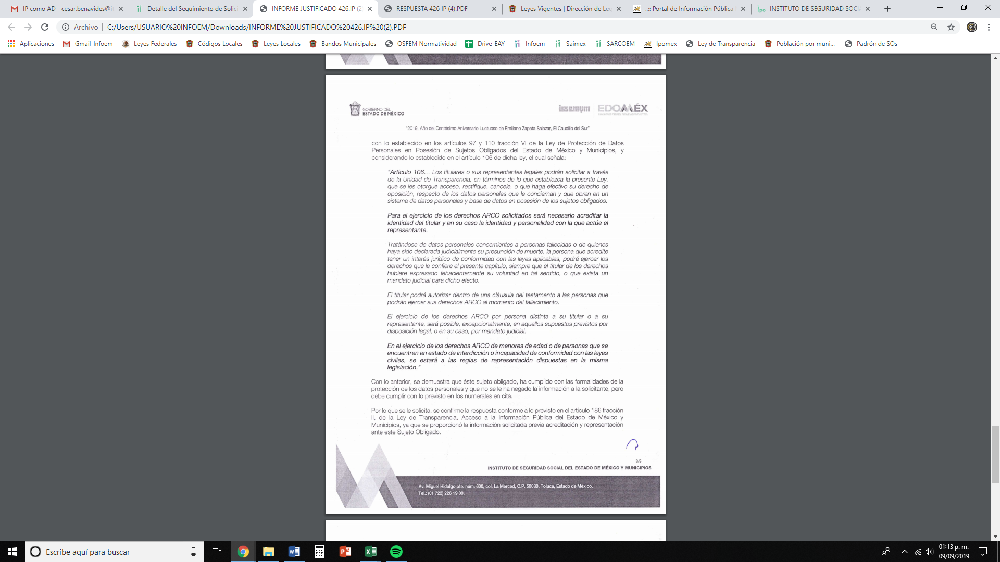 IP como AD - cesar.benavides@i
Detalle del Seguimiento de Solici
INFORME JUSTIFICADO 426.IP (2
RESPUESTA 426 IP (4).PDF
Leyes Vigentes | Dirección de Leg
..:: Portal de Información Pública
INSTITUTO DE SEGURIDAD SOCIA
Archivo | C:/Users/USUARIO%20INFOEM/Downloads/INFORME%20JUSTIFICADO%20426.IP%20(2).PDF
Aplicaciones Gmail-Infoem Leyes Federales Códigos Locales Leyes Locales Bandos Municipales OSFEM Normatividad Drive-EAY Infoem Saimex SARCOEM Ipomex Ley de Transparencia Población por muni... Padrón de SOs
GOBIERNO DEL
ESTADO DE MÉXICO
issemym
EDOMÉX
"2019. Año del Centésimo Aniversario Luctuoso de Emiliano Zapata Salazar, El Caudillo del Sur"
con lo establecido en los artículos 97 y 110 fracción VI de la Ley de Protección de Datos
Personales en Posesión de Sujetos Obligados del Estado de México y Municipios, y
considerando lo establecido en el artículo 106 de dicha ley, el cual señala:
"Artículo 106… Los titulares o sus representantes legales podrán solicitar a través
de la Unidad de Transparencia, en términos de lo que establezca la presente Ley,
que se les otorgue acceso, rectifique, cancele, o que haga efectivo su derecho de
oposición, respecto de los datos personales que le conciernan y que obren en un
sistema de datos personales y base de datos en posesión de los sujetos obligados.
Para el ejercicio de los derechos ARCO solicitados será necesario acreditar la
identidad del titular y en su caso la identidad y personalidad con la que actúe el
representante.
Tratándose de datos personales concernientes a personas fallecidas o de quienes
haya sido declarada judicialmente su presunción de muerte, la persona que acredite
tener un interés jurídico de conformidad con las leyes aplicables, podrá ejercer los
derechos que le confiere el presente capítulo, siempre que el titular de los derechos
hubiere expresado fehacientemente su voluntad en tal sentido, o que exista un
mandato judicial para dicho efecto.
El titular podrá autorizar dentro de una cláusula del testamento a las personas que
podrán ejercer sus derechos ARCO al momento del fallecimiento.
El ejercicio de los derechos ARCO por persona distinta a su titular o a su
representante, será posible, excepcionalmente, en aquellos supuestos previstos por
disposición legal, o en su caso, por mandato judicial.
En el ejercicio de los derechos ARCO de menores de edad o de personas que se
encuentren en estado de interdicción o incapacidad de conformidad con las leyes
civiles, se estará a las reglas de representación dispuestas en la misma
legislación."
Con lo anterior, se demuestra que éste sujeto obligado, ha cumplido con las formalidades de la
protección de los datos personales y que no se le ha negado la información a la solicitante, pero
debe cumplir con lo previsto en los numerales en cita.
Por lo que se le solicita, se confirme la respuesta conforme a lo previsto en el artículo 186 fracción
II, de la Ley de Transparencia, Acceso a la Información Pública del Estado de México y
Municipios, ya que se proporcionó la información solicitada previa acreditación y representación
ante este Sujeto Obligado.
8/9
INSTITUTO DE SEGURIDAD SOCIAL DEL ESTADO DE MÉXICO Y MUNICIPIOS
Av. Miguel Hidalgo pte. núm. 600, col. La Merced, C.P. 50080, Toluca, Estado de México.
Tel.: (01 722) 226 19 00.
Escribe aquí para buscar
01:13 p. m.
09/09/2019